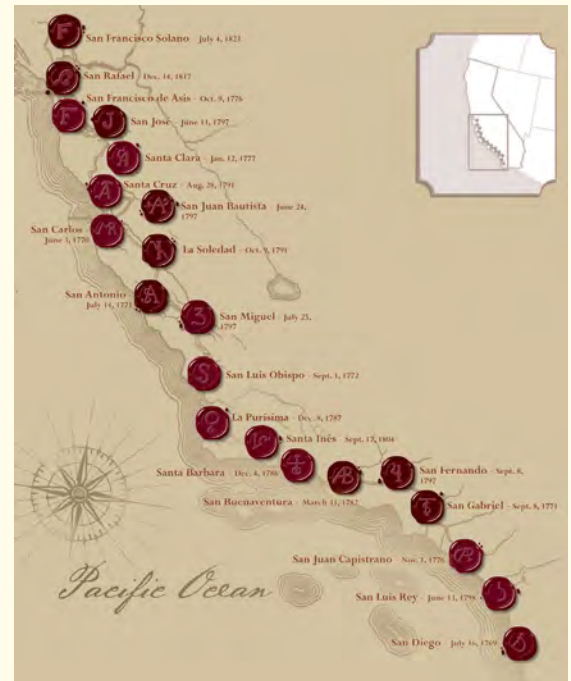 San Francisco Solano - July 4, 1823
San Rafael - Dec. 14, 1817
San Francisco de Asis - Oct. 9, 1776
San José - June 11, 1797
Santa Clara - Jan. 12, 1777
Santa Cruz - Aug. 28, 1791
San Juan Bautista - June 24,
1797
San Carlos -
June 3, 1770
La Soledad - Oct. 9, 1791
San Antonio -
July 14, 1771
San Miguel - July 25,
1797
San Luis Obispo - Sept. 1, 1772
La Purísima - Dec. 8, 1787
Santa Inés - Sept. 17, 1804
Santa Barbara - Dec. 4, 1786
San Fernando - Sept. 8,
1797
San Buenaventura - March 31, 1782
San Gabriel - Sept. 8, 1771
San Juan Capistrano - Nov. 1, 1776
San Luis Rey - June 13, 1798
Pacific Ocean
San Diego - July 16, 1769